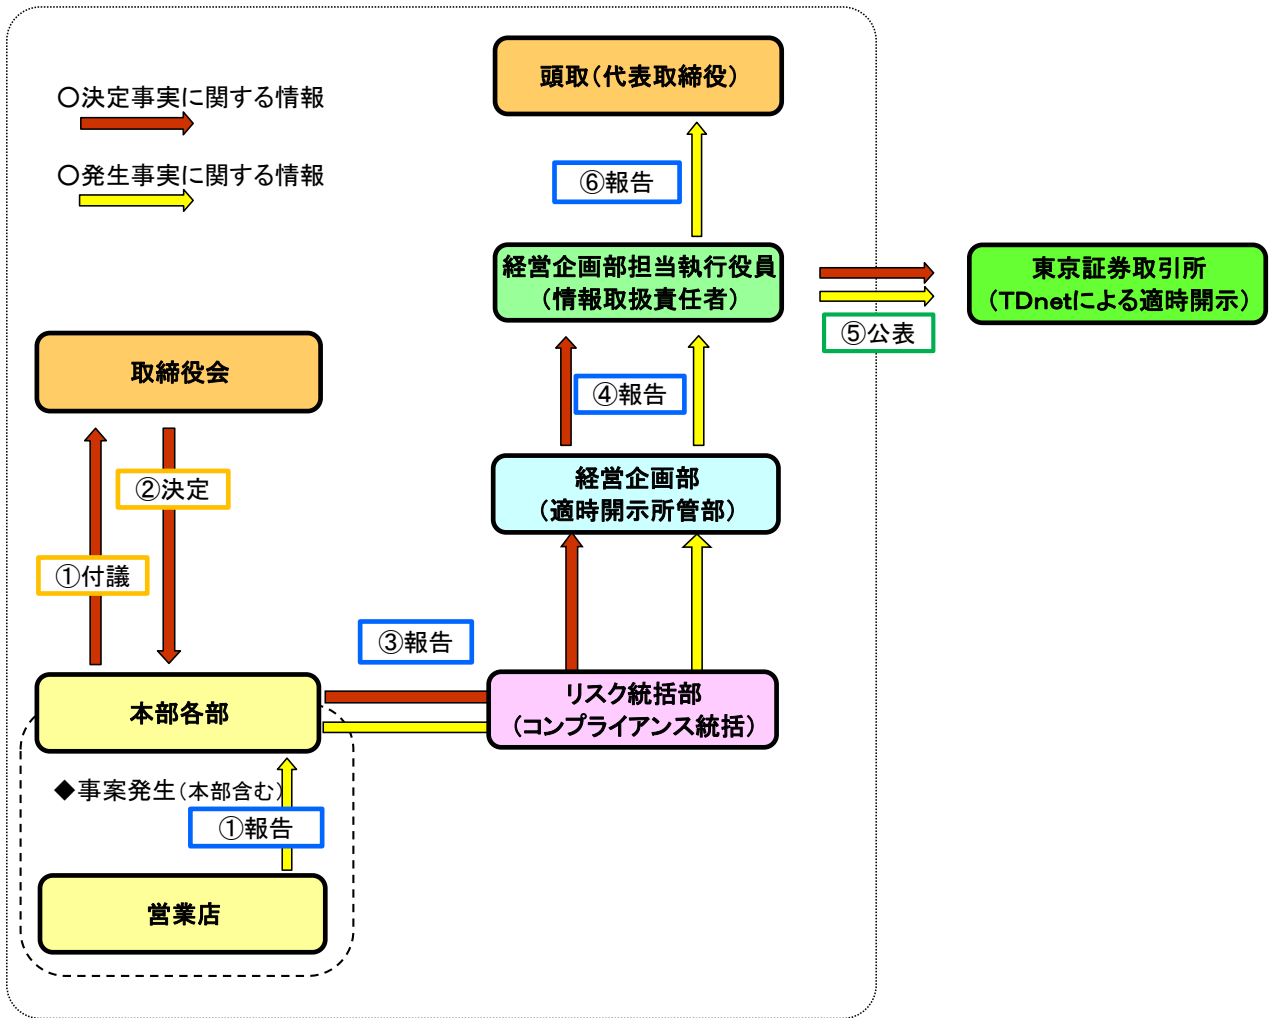 頭取（代表取締役）
〇決定事実に関する情報
〇発生事実に関する情報
⑥報告
経営企画部担当執行役員
（情報取扱責任者）
東京証券取引所
（TDnetによる適時開示）
⑤公表
取締役会
④報告
②決定
経営企画部
（適時開示所管部）
①付議
③報告
本部各部
リスク統括部
（コンプライアンス統括）
◆事案発生（本部含む）
①報告
営業店